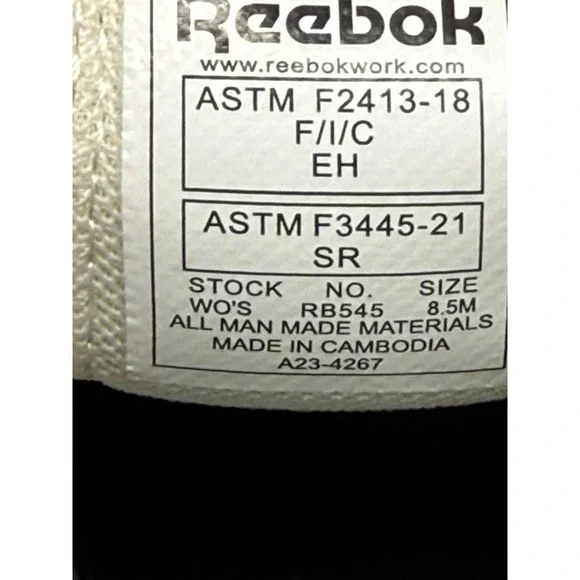 Reebok
www.reebokwork.com
ASTM F2413-18
F/I/C
EH
ASTM F3445-21
SR
STOCK NO. SIZE
WO'S RB545 8.5M
ALL MAN MADE MATERIALS
MADE IN CAMBODIA
A23-4267